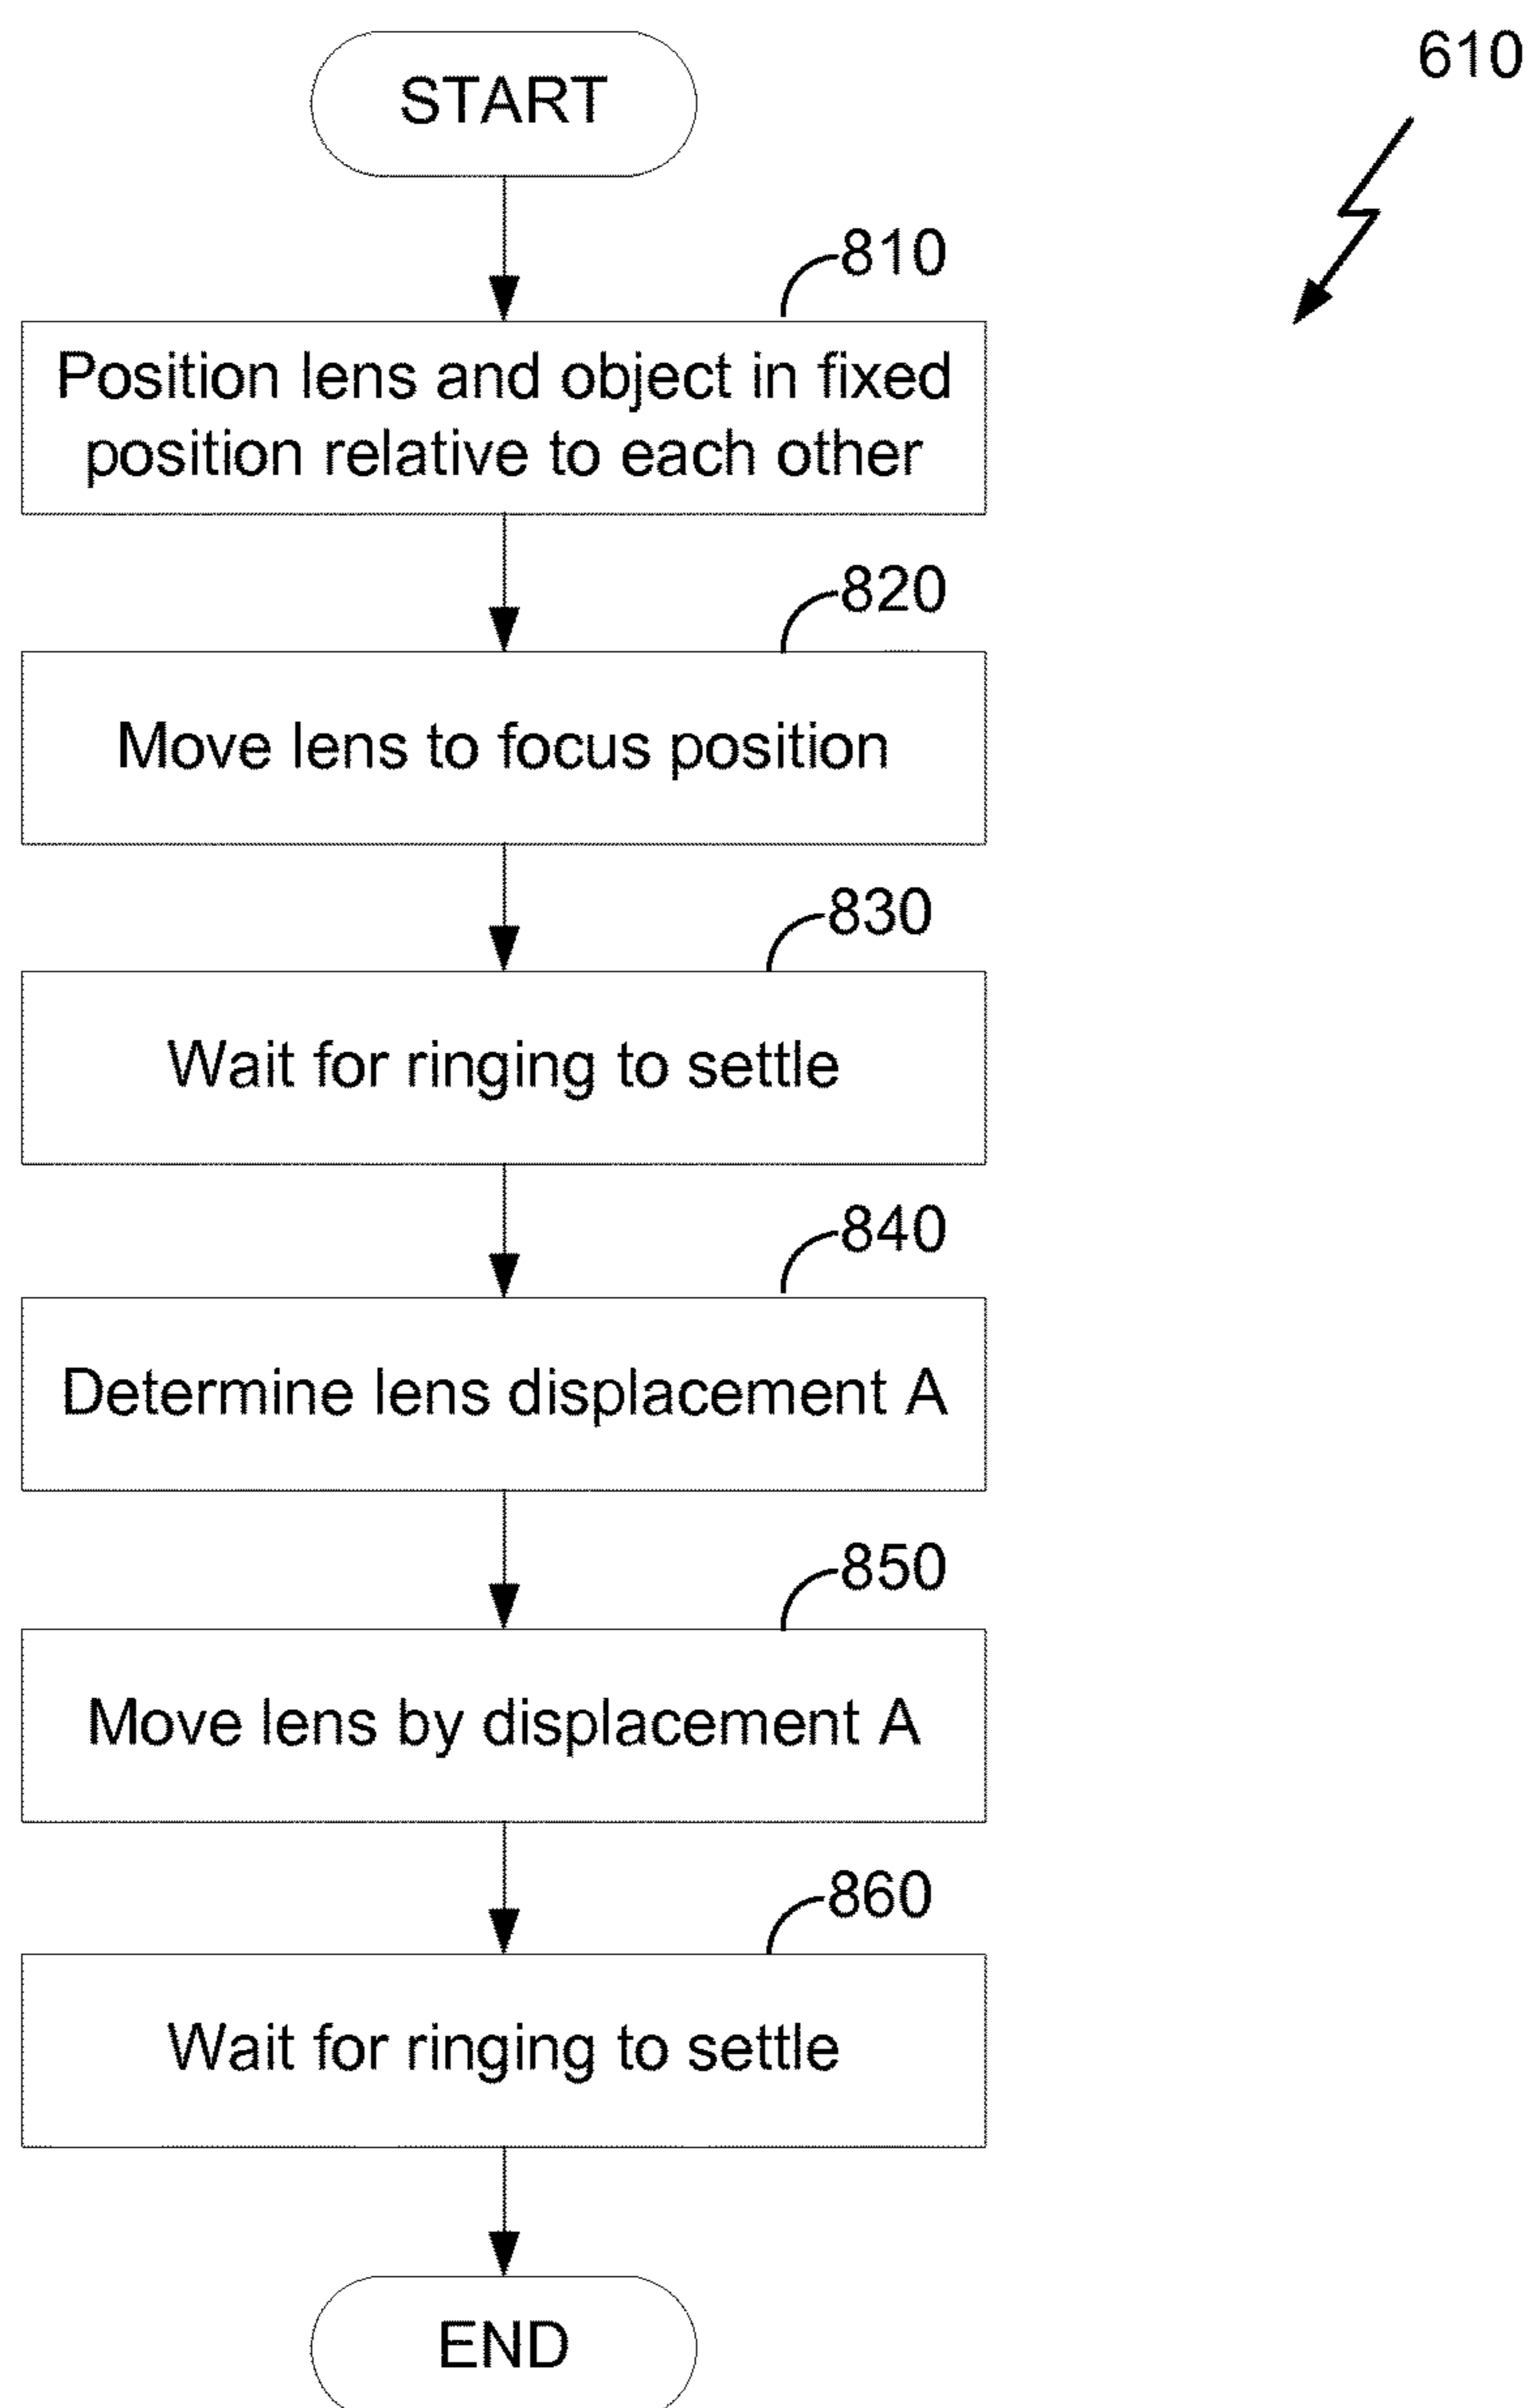 START
610
810
Position lens and object in fixed
position relative to each other
820
Move lens to focus position
830
Wait for ringing to settle
840
Determine lens displacement A
850
Move lens by displacement A
860
Wait for ringing to settle
END